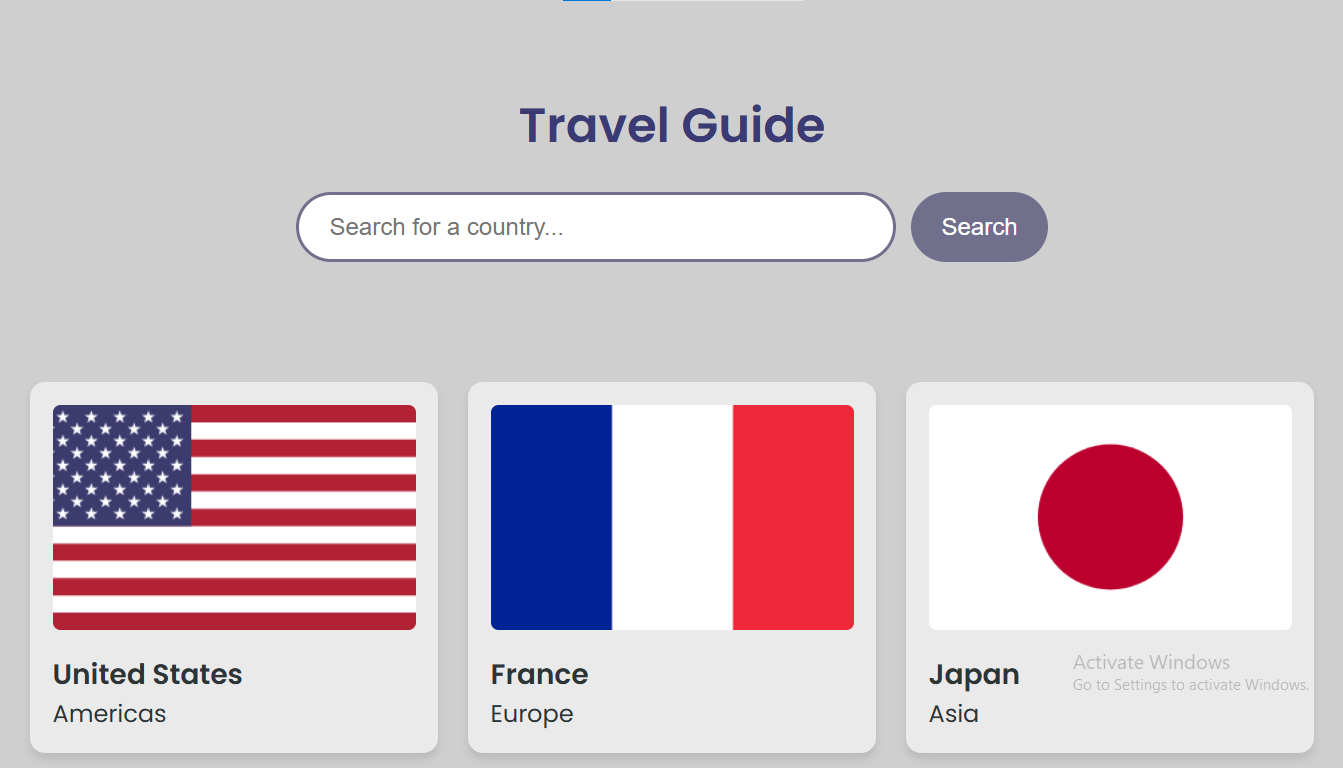 Travel Guide
Search for a country...
Search
United States
Americas
France
Europe
Japan
Asia
Activate Windows
Go to Settings to activate Windows.